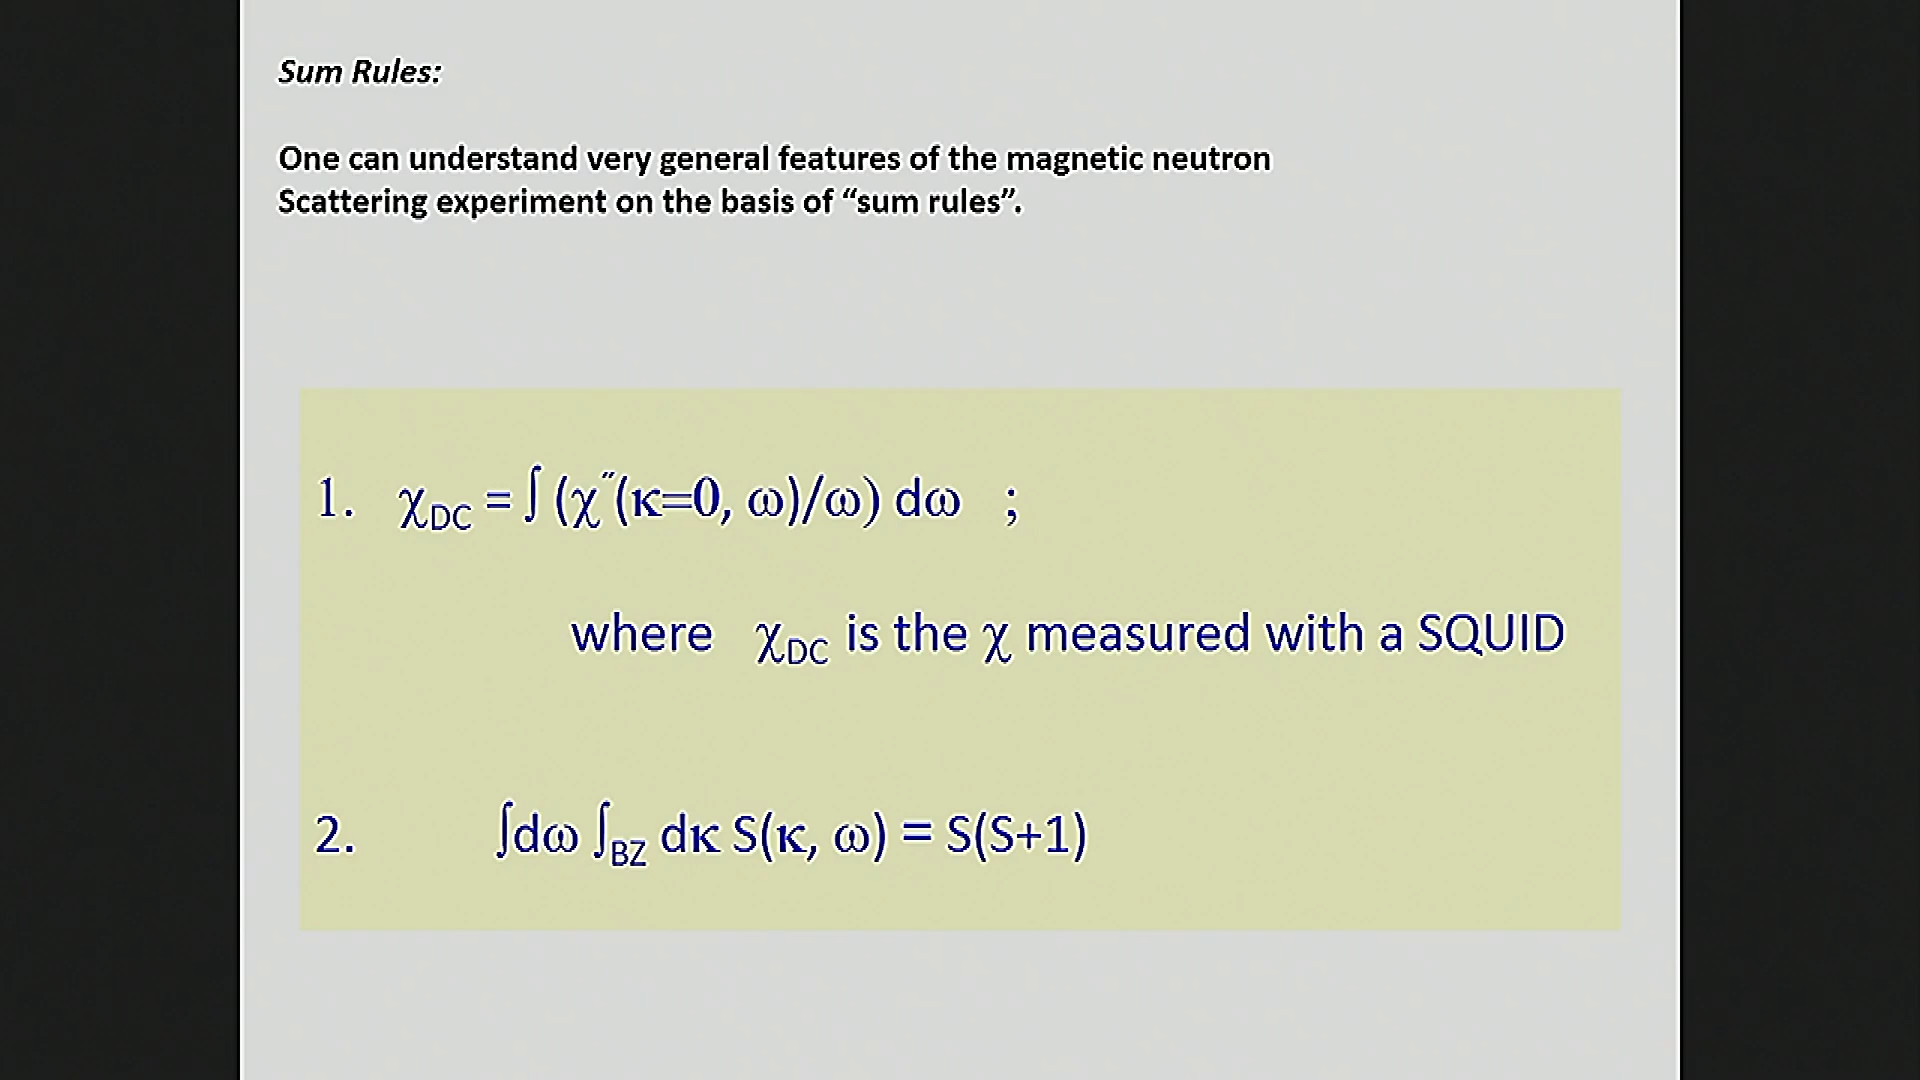 Sum Rules:
One can understand very general features of the magnetic neutron
Scattering experiment on the basis of “sum rules”.
1. χDC = ∫ (χ″(κ=0, ω)/ω) dω ;
where χDC is the χ measured with a SQUID
2. ∫dω ∫BZ dκ S(κ, ω) = S(S+1)